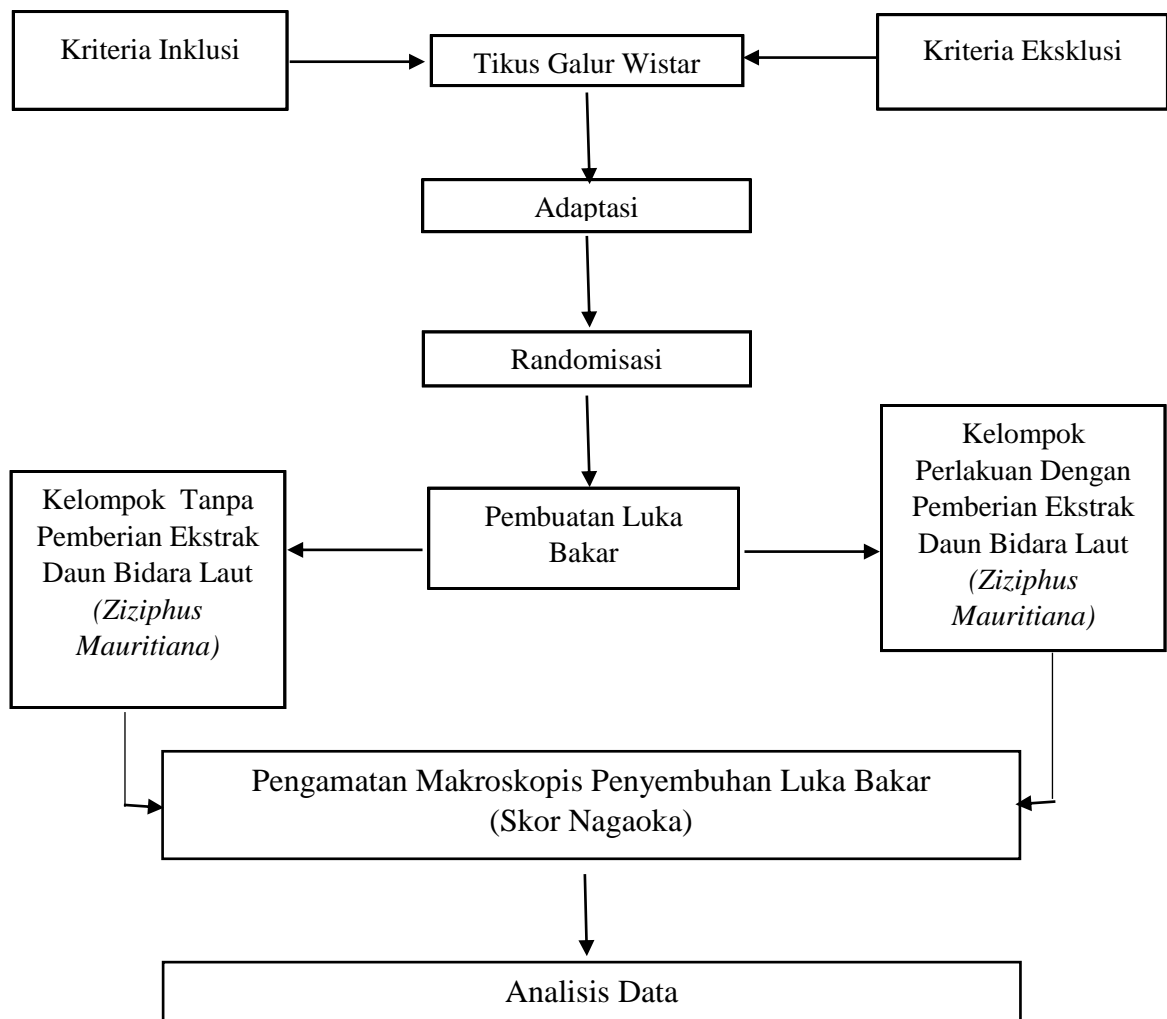 Kriteria Inklusi
Tikus Galur Wistar
Kriteria Eksklusi
Adaptasi
Randomisasi
Kelompok Tanpa
Pemberian Ekstrak
Daun Bidara Laut
(Ziziphus
Mauritiana)
Pembuatan Luka
Bakar
Kelompok
Perlakuan Dengan
Pemberian Ekstrak
Daun Bidara Laut
(Ziziphus
Mauritiana)
Pengamatan Makroskopis Penyembuhan Luka Bakar
(Skor Nagaoka)
Analisis Data